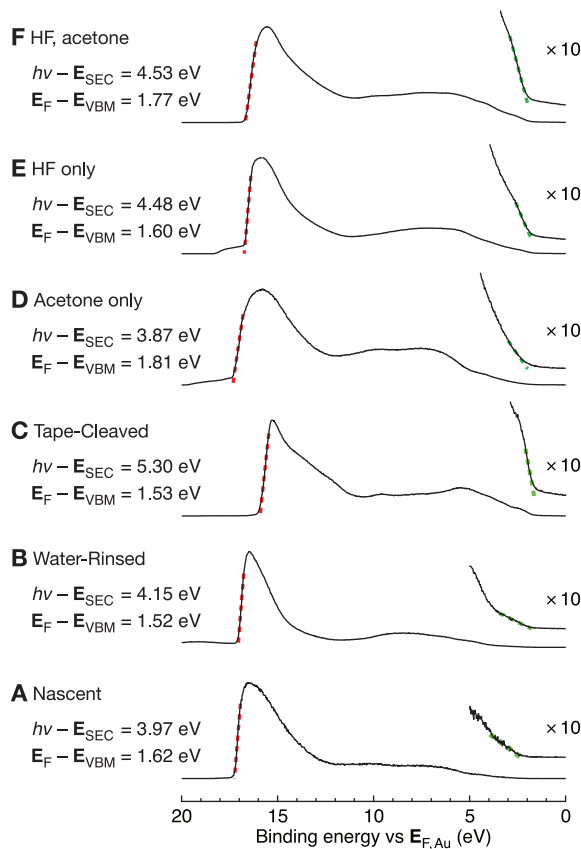 F HF, acetone
hν − E_SEC = 4.53 eV
E_F − E_VBM = 1.77 eV
× 10
E HF only
hν − E_SEC = 4.48 eV
E_F − E_VBM = 1.60 eV
× 10
D Acetone only
hν − E_SEC = 3.87 eV
E_F − E_VBM = 1.81 eV
× 10
C Tape-Cleaved
hν − E_SEC = 5.30 eV
E_F − E_VBM = 1.53 eV
× 10
B Water-Rinsed
hν − E_SEC = 4.15 eV
E_F − E_VBM = 1.52 eV
× 10
A Nascent
hν − E_SEC = 3.97 eV
E_F − E_VBM = 1.62 eV
× 10
20 15 10 5 0
Binding energy vs E_F,Au (eV)